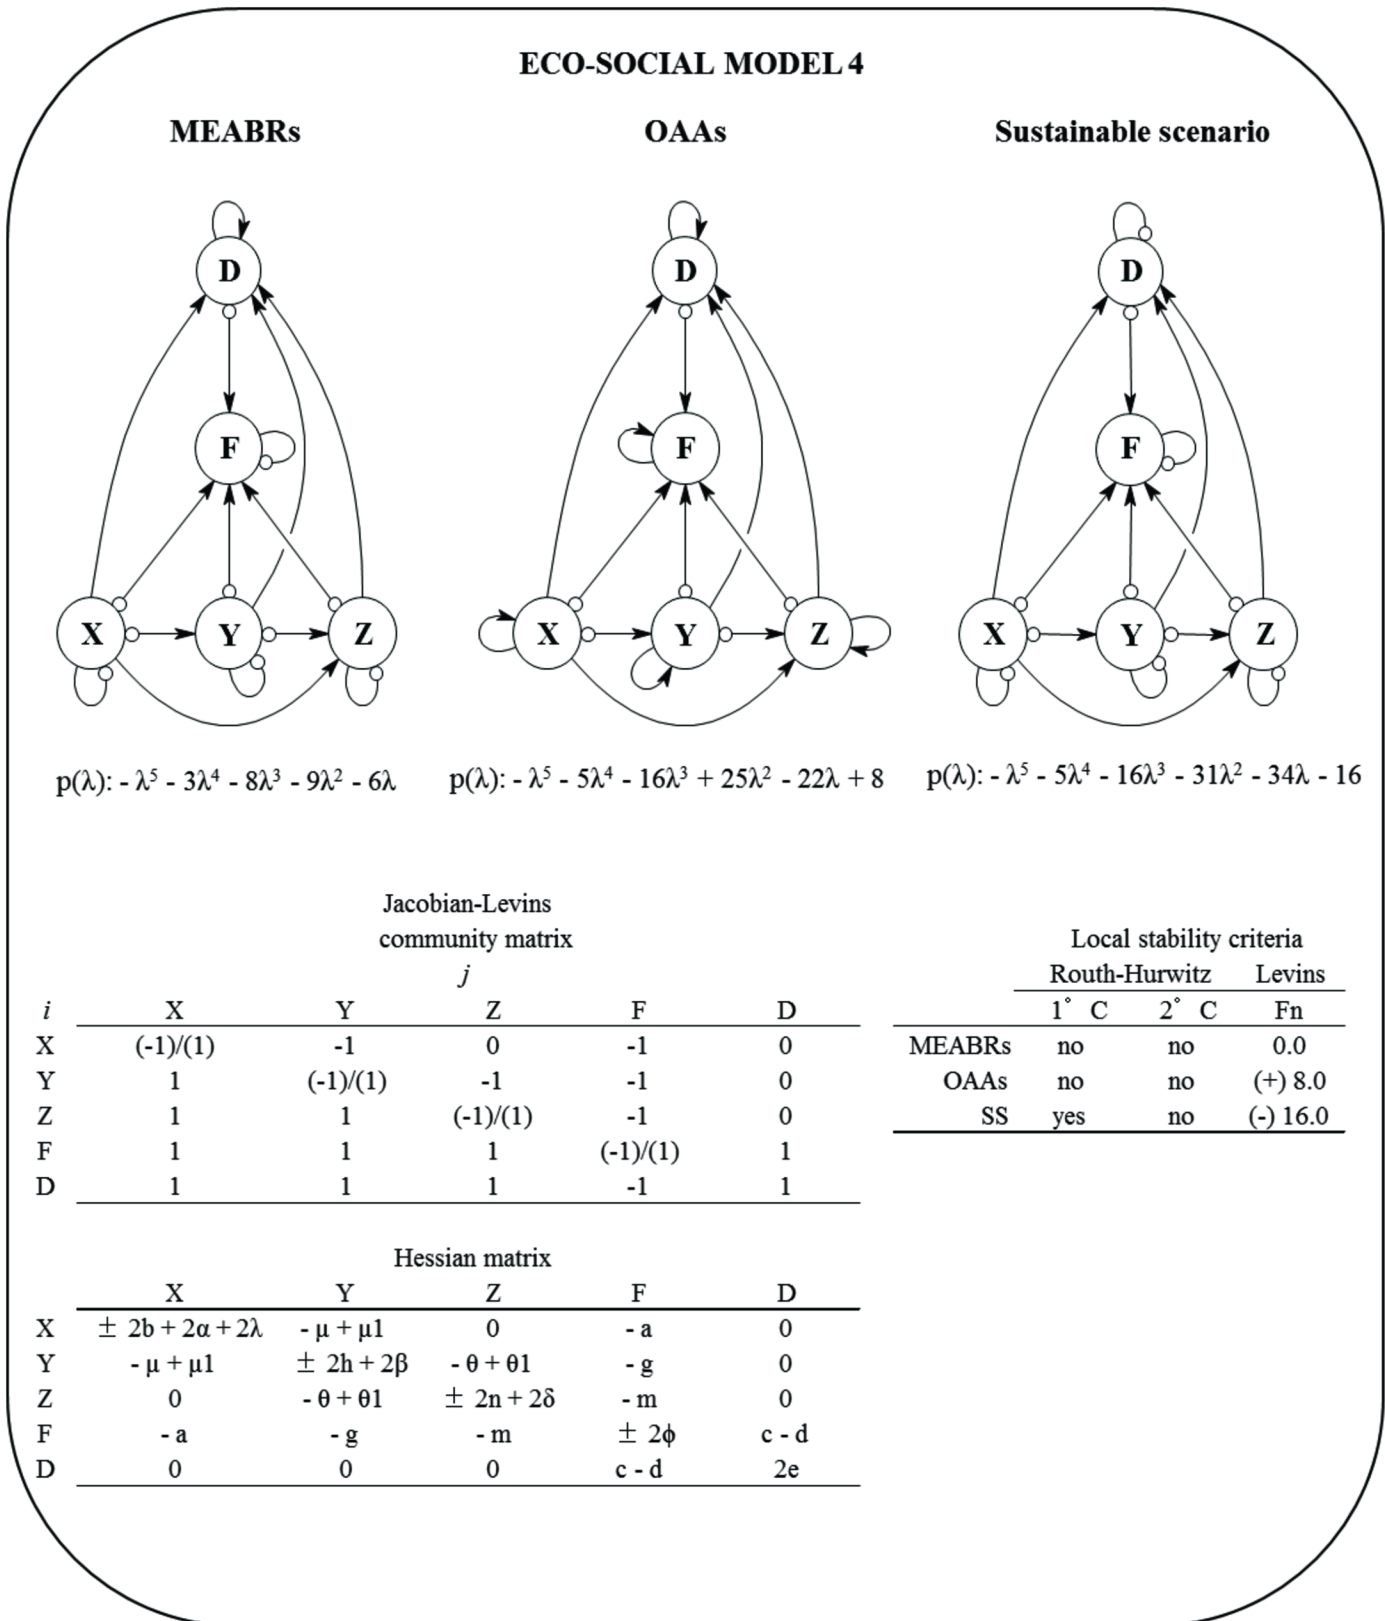 ECO-SOCIAL MODEL 4
MEABRs OAAs Sustainable scenario
D D D
F F F
X Y Z X Y Z X Y Z
p(λ): - λ⁵ - 3λ⁴ - 8λ³ - 9λ² - 6λ p(λ): - λ⁵ - 5λ⁴ - 16λ³ + 25λ² - 22λ + 8 p(λ): - λ⁵ - 5λ⁴ - 16λ³ - 31λ² - 34λ - 16
Jacobian-Levins
community matrix
j
i X Y Z F D
X (-1)/(1) -1 0 -1 0
Y 1 (-1)/(1) -1 -1 0
Z 1 1 (-1)/(1) -1 0
F 1 1 1 (-1)/(1) 1
D 1 1 1 -1 1
Local stability criteria
Routh-Hurwitz Levins
1° C 2° C Fn
MEABRs no no 0.0
OAAs no no (+) 8.0
SS yes no (-) 16.0
Hessian matrix
X Y Z F D
X ± 2b + 2α + 2λ - μ + μ1 0 - a 0
Y - μ + μ1 ± 2h + 2β - θ + θ1 - g 0
Z 0 - θ + θ1 ± 2n + 2δ - m 0
F - a - g - m ± 2ϕ c - d
D 0 0 0 c - d 2e